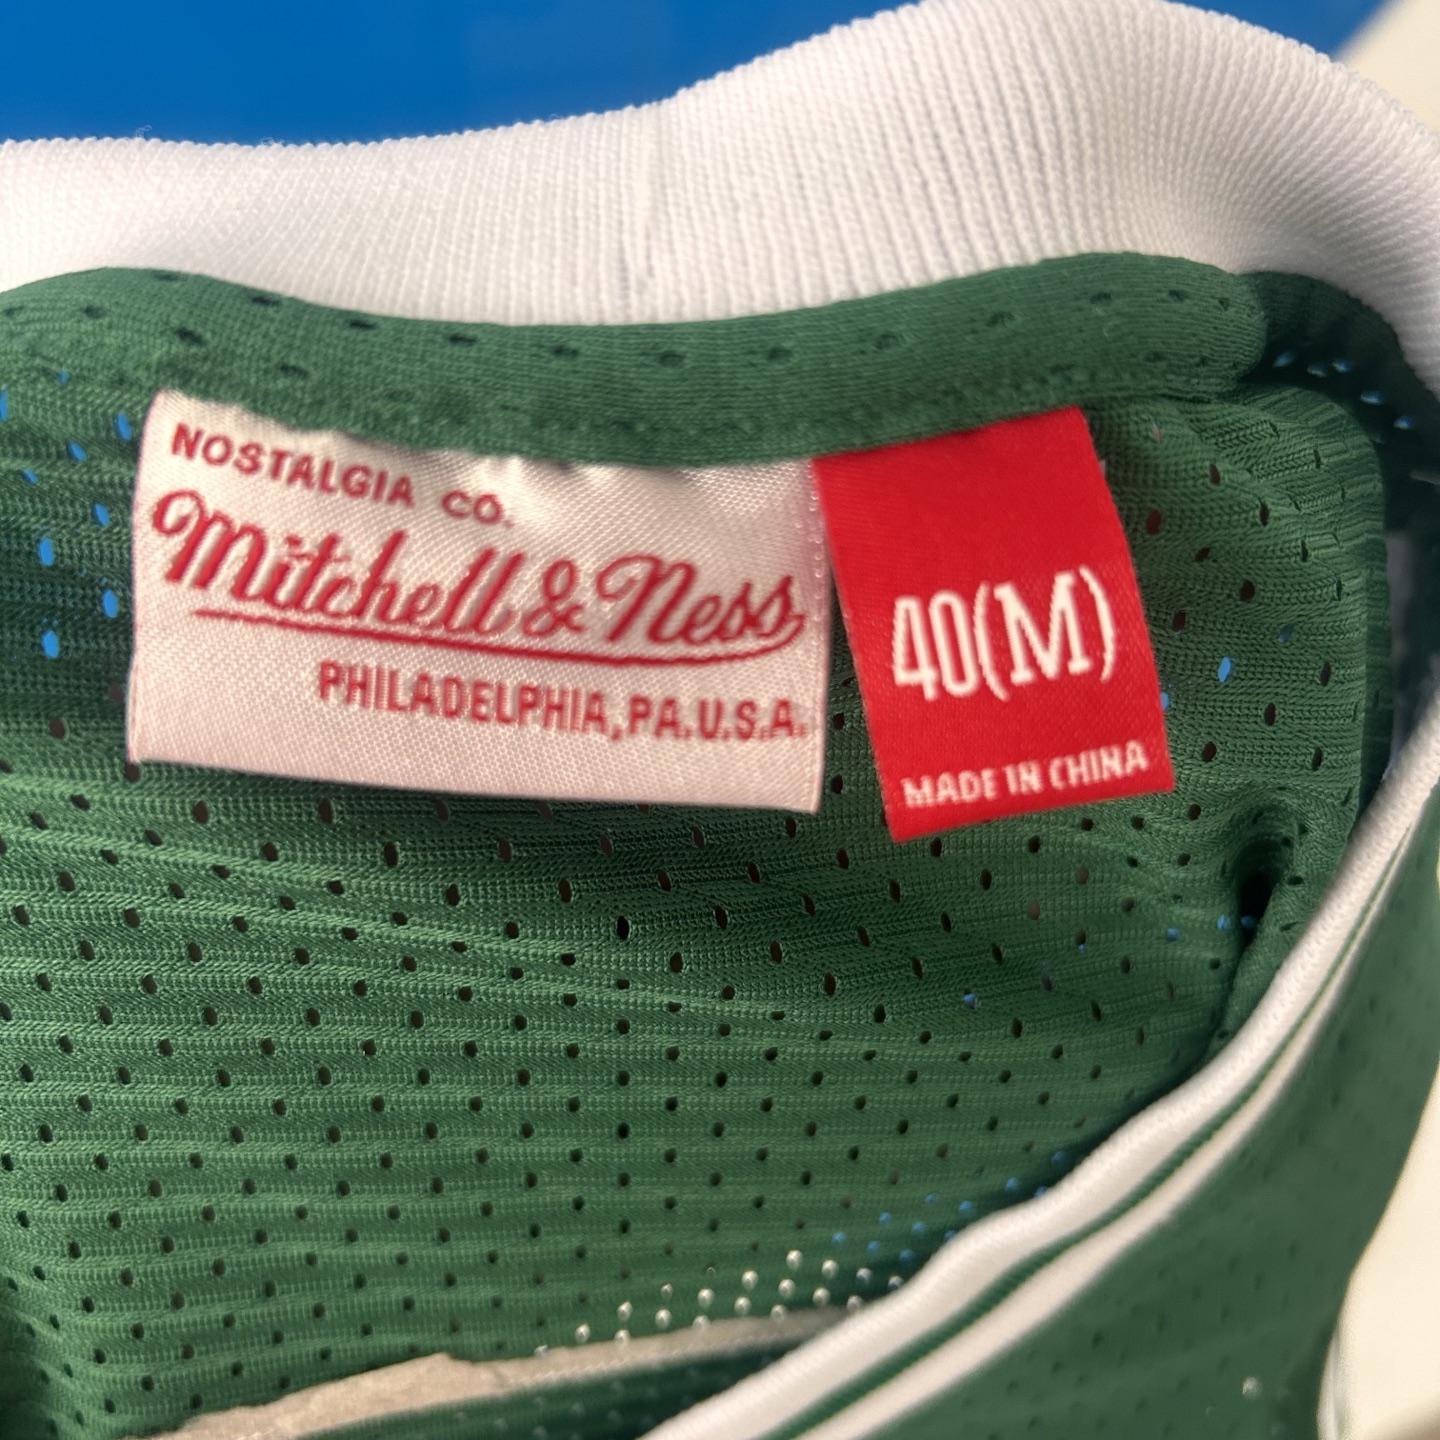 NOSTALGIA CO.
Mitchell & Ness
PHILADELPHIA, PA. U.S.A.
40(M)
MADE IN CHINA